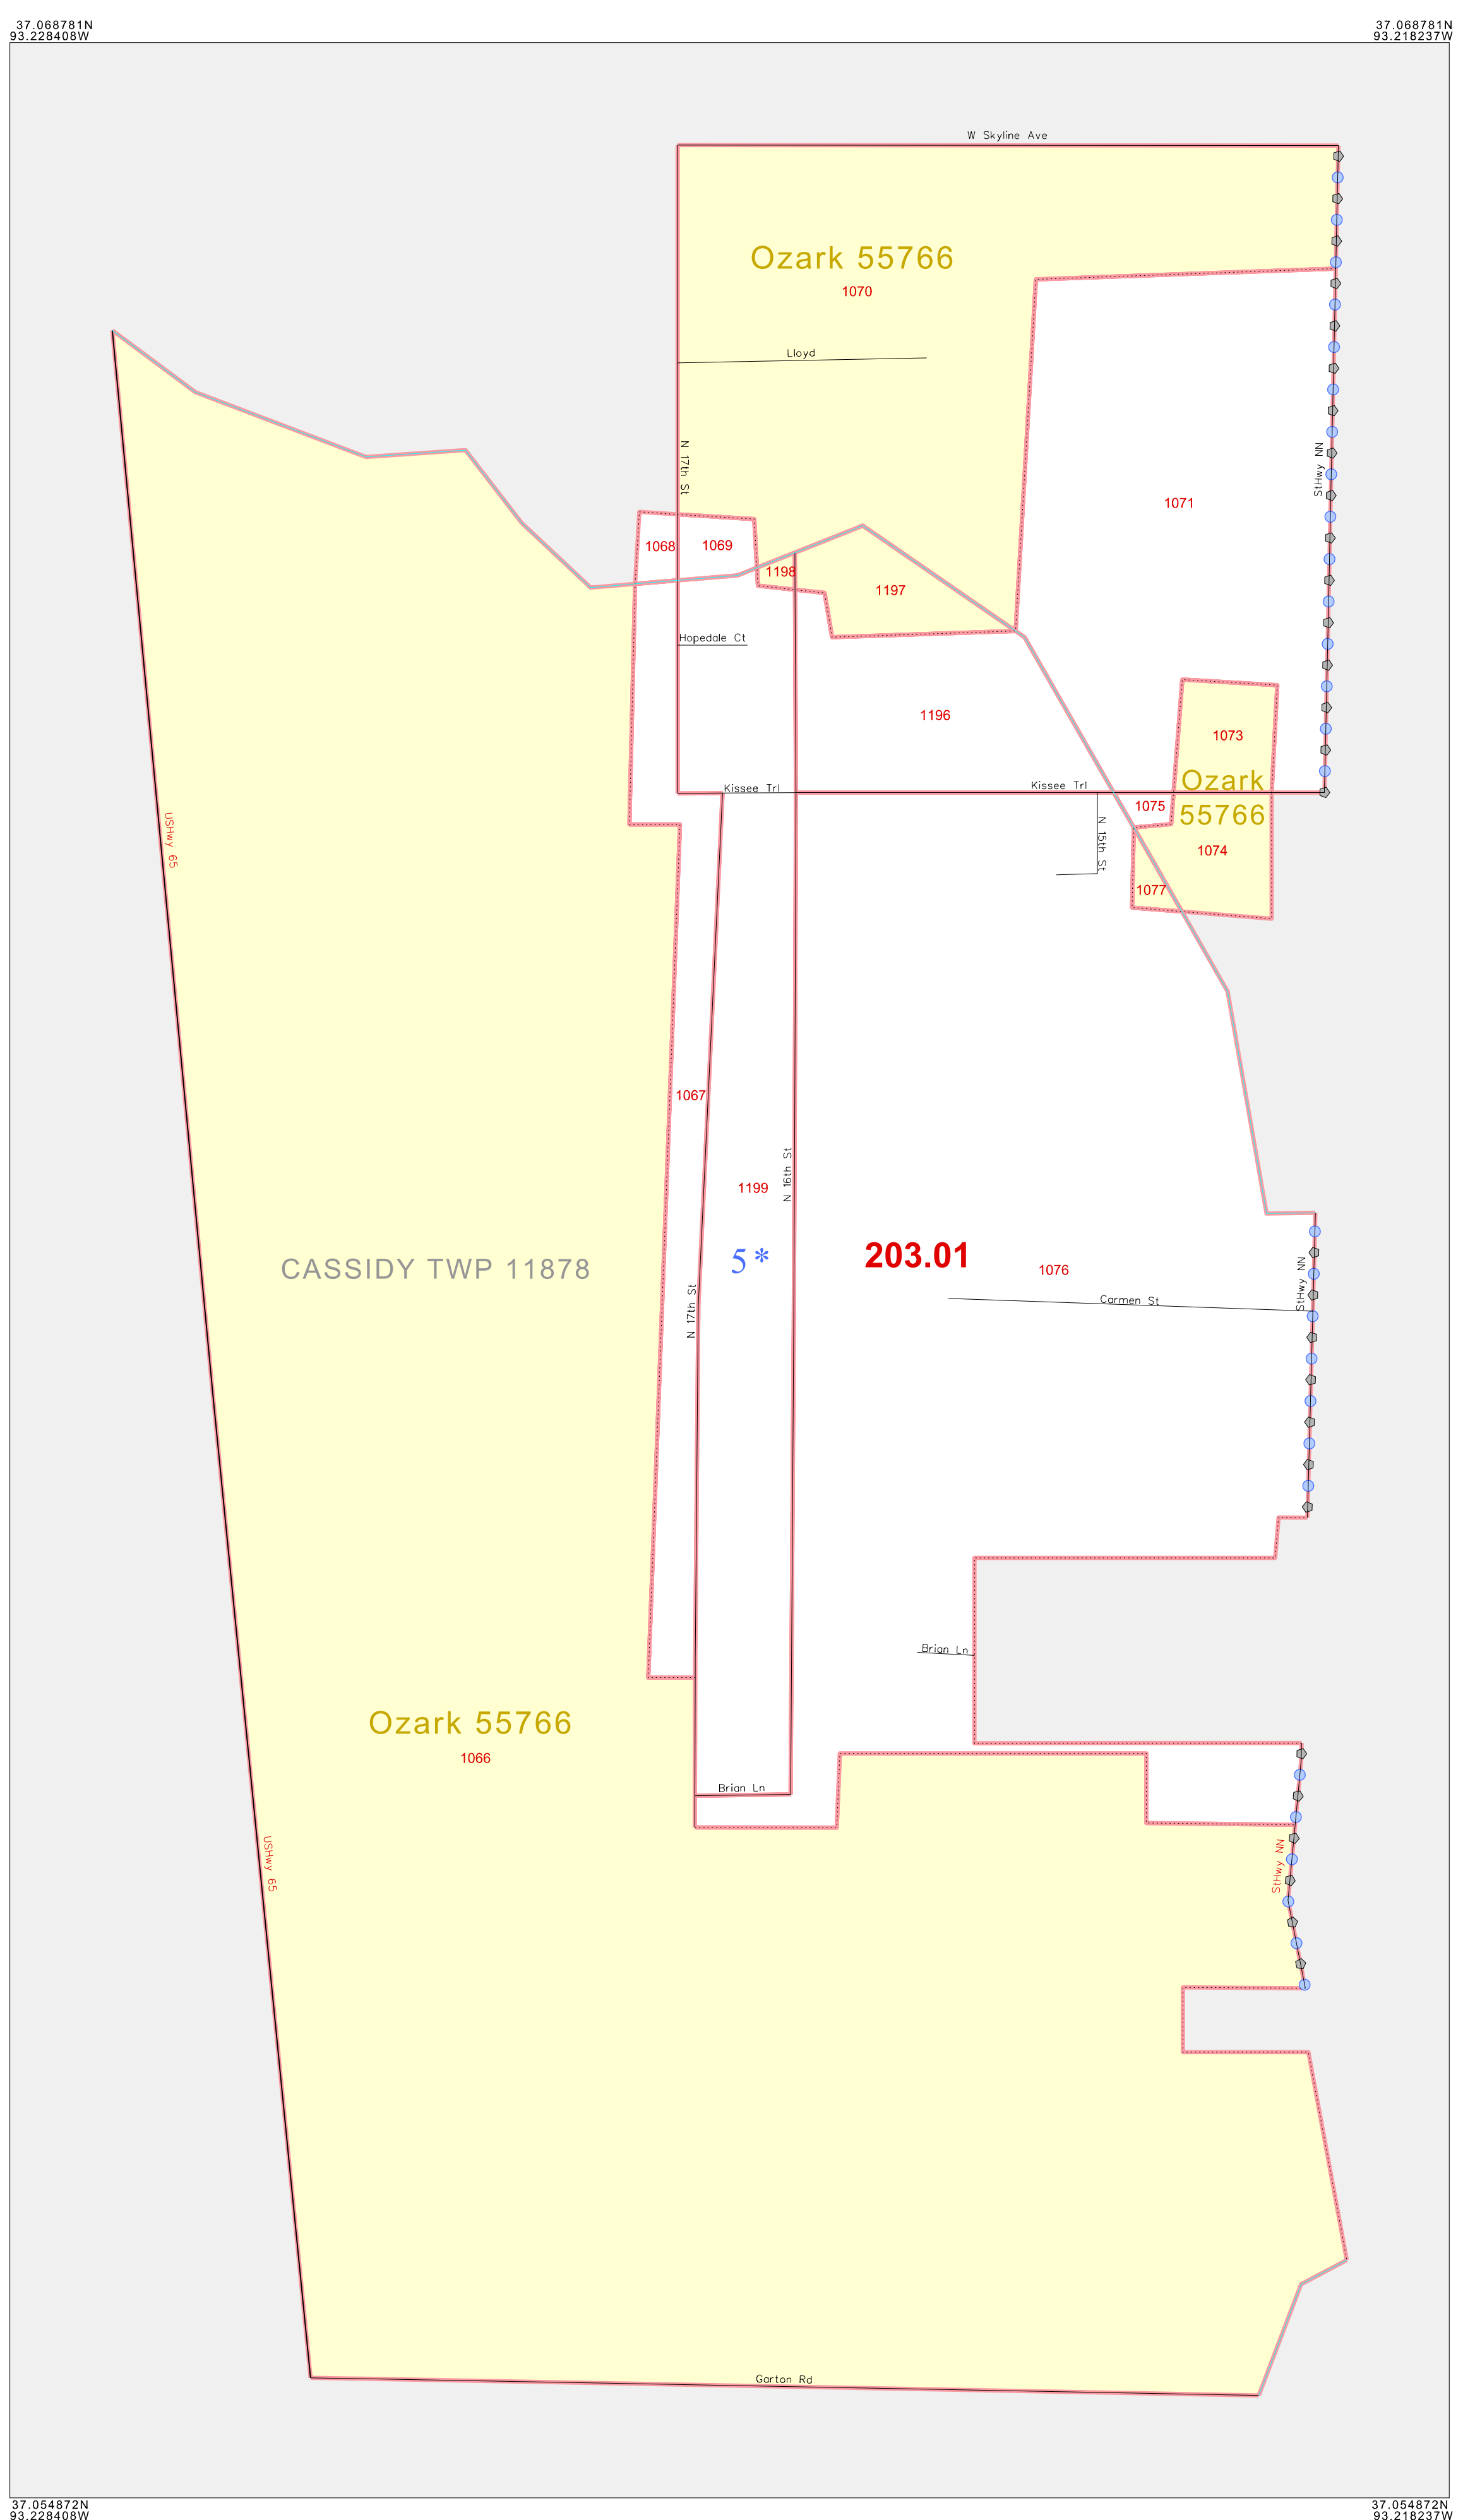 37.068781N
93.228408W
37.068781N
93.218237W
W Skyline Ave
Ozark 55766
1070
Lloyd
N 17th St
StHwy NN
1071
1068
1069
1198
1197
Hopedale Ct
1196
1073
Ozark
55766
Kissee Trl
Kissee Trl
1075
N 15th St
1074
1077
USHwy 65
1067
N 16th St
1199
5*
203.01
1076
CASSIDY TWP 11878
StHwy NN
N 17th St
Carmen St
Brian Ln
Ozark 55766
1066
Brian Ln
USHwy 65
StHwy NN
Garton Rd
37.054872N
93.228408W
37.054872N
93.218237W